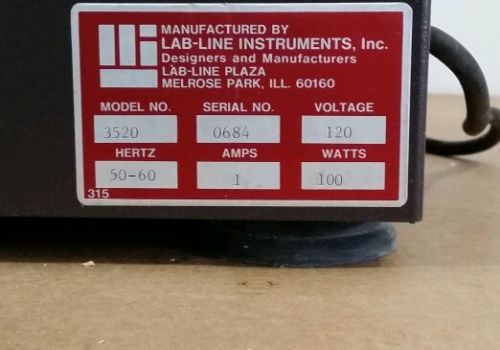 MANUFACTURED BY
LAB-LINE INSTRUMENTS, Inc.
Designers and Manufacturers
LAB-LINE PLAZA
MELROSE PARK, ILL. 60160
MODEL NO. SERIAL NO. VOLTAGE
3520 0684 120
HERTZ AMPS WATTS
50-60 1 100
315